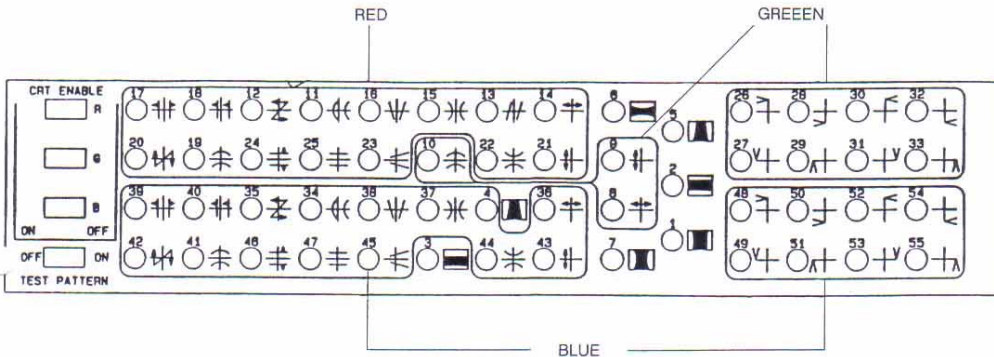 RED
GREEEN
CRT ENABLE
17 18 12 11 16 15 13 14 6 5 26 28 30 32
R
20 19 24 25 23 10 22 21 9 27 29 31 33
G
2
39 40 35 34 38 37 4 36 8 48 50 52 54
B
ON OFF
1
42 41 46 47 45 3 44 43 7 49 51 53 55
OFF ON
TEST PATTERN
BLUE